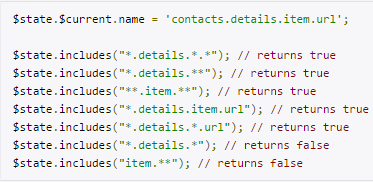 $state.$current.name = 'contacts.details.item.url';
$state.includes("*.details.*.*"); // returns true
$state.includes("*.details.**"); // returns true
$state.includes("**.item.**"); // returns true
$state.includes("*.details.item.url"); // returns true
$state.includes("*.details.*.url"); // returns true
$state.includes("*.details.*"); // returns false
$state.includes("item.**"); // returns false